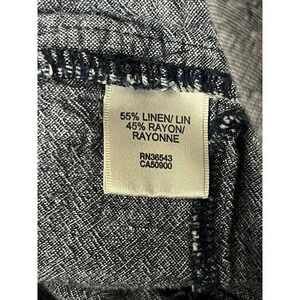 55% LINEN/ LIN
45% RAYON/
RAYONNE
RN36543
CA50900